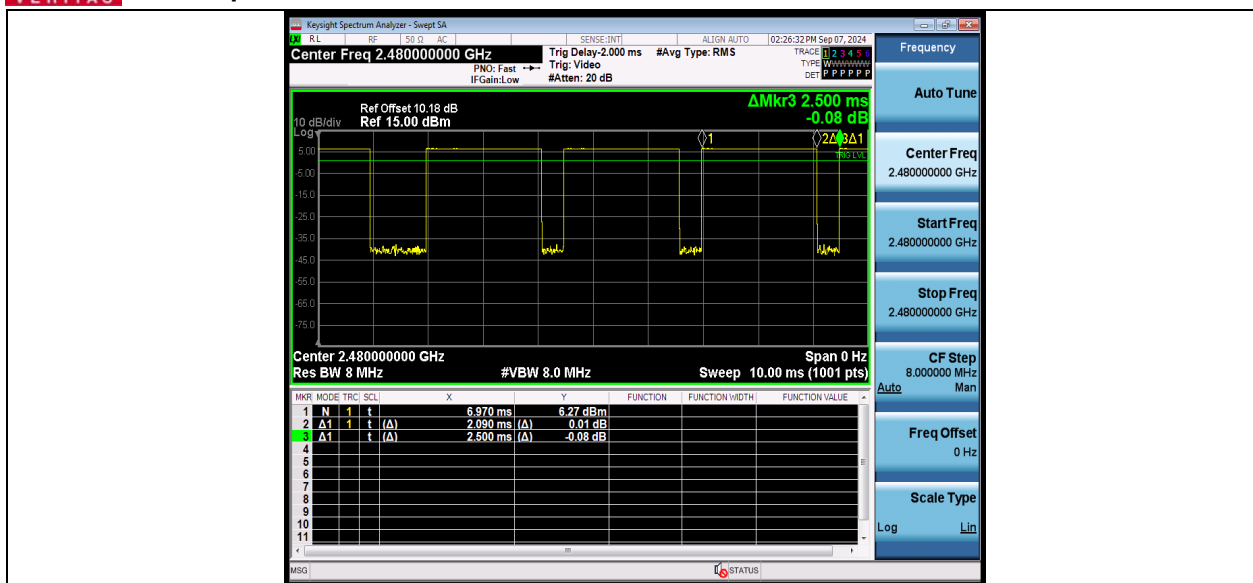 VERITAS
Keysight Spectrum Analyzer - Swept SA
LXI RL RF 50 Ω AC SENSE:INT ALIGN AUTO 02:26:32 PM Sep 07, 2024
Center Freq 2.480000000 GHz
Trig Delay-2.000 ms #Avg Type: RMS
TRACE 1 2 3 4 5 6
PNO: Fast Trig: Video
TYPE WWWWWW
IFGain:Low #Atten: 20 dB
DET P P P P P P
ΔMkr3 2.500 ms
-0.08 dB
Ref Offset 10.18 dB
10 dB/div Ref 15.00 dBm
Log
1
2Δ1
3Δ1
TRIG LVL
5.00
-5.00
-15.0
-25.0
-35.0
-45.0
-55.0
-65.0
-75.0
Center 2.480000000 GHz Span 0 Hz
Res BW 8 MHz #VBW 8.0 MHz Sweep 10.00 ms (1001 pts)
MKR MODE TRC SCL X Y FUNCTION FUNCTION WIDTH FUNCTION VALUE
1 N 1 t 6.970 ms 6.27 dBm
2 Δ1 1 t (Δ) 2.090 ms (Δ) 0.01 dB
3 Δ1 t (Δ) 2.500 ms (Δ) -0.08 dB
4
5
6
7
8
9
10
11
MSG STATUS
Frequency
Auto Tune
Center Freq
2.480000000 GHz
Start Freq
2.480000000 GHz
Stop Freq
2.480000000 GHz
CF Step
8.000000 MHz
Auto Man
Freq Offset
0 Hz
Scale Type
Log Lin